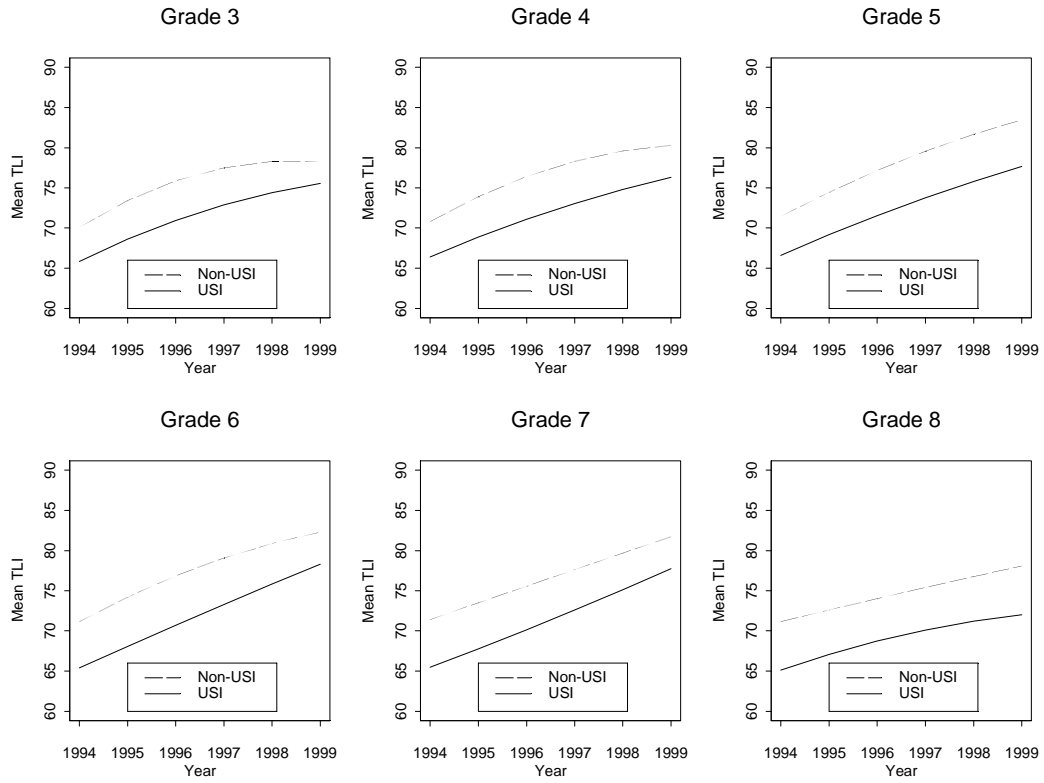 Grade 3
Mean TLI
60 65 70 75 80 85 90
Non-USI
USI
1994 1995 1996 1997 1998 1999
Year
Grade 4
Mean TLI
60 65 70 75 80 85 90
Non-USI
USI
1994 1995 1996 1997 1998 1999
Year
Grade 5
Mean TLI
60 65 70 75 80 85 90
Non-USI
USI
1994 1995 1996 1997 1998 1999
Year
Grade 6
Mean TLI
60 65 70 75 80 85 90
Non-USI
USI
1994 1995 1996 1997 1998 1999
Year
Grade 7
Mean TLI
60 65 70 75 80 85 90
Non-USI
USI
1994 1995 1996 1997 1998 1999
Year
Grade 8
Mean TLI
60 65 70 75 80 85 90
Non-USI
USI
1994 1995 1996 1997 1998 1999
Year